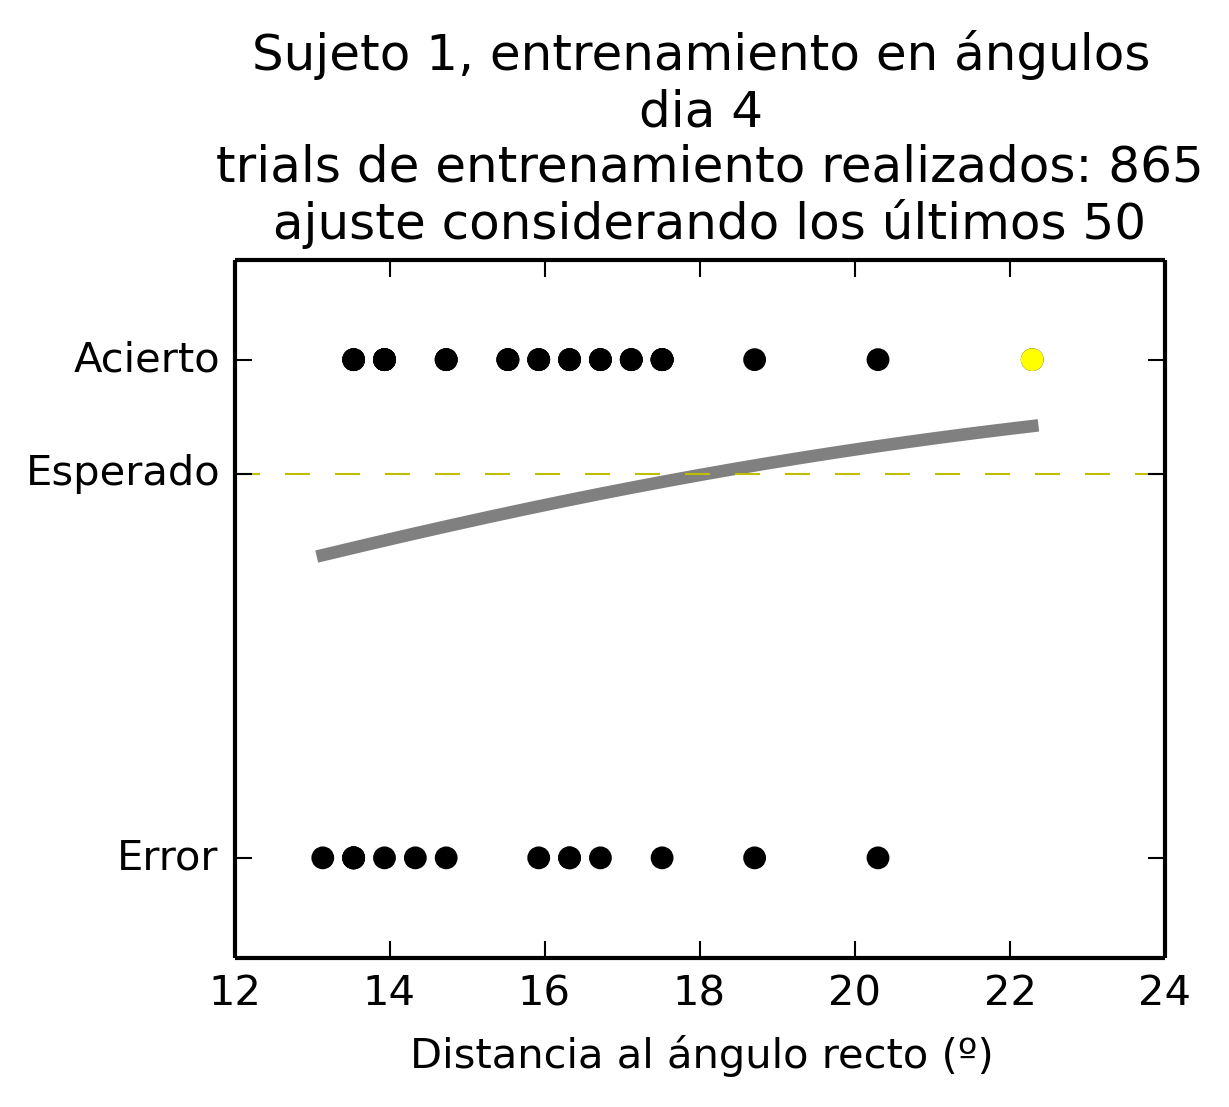 Sujeto 1, entrenamiento en ángulos
dia 4
trials de entrenamiento realizados: 865
ajuste considerando los últimos 50
Acierto
Esperado
Error
12 14 16 18 20 22 24
Distancia al ángulo recto (º)